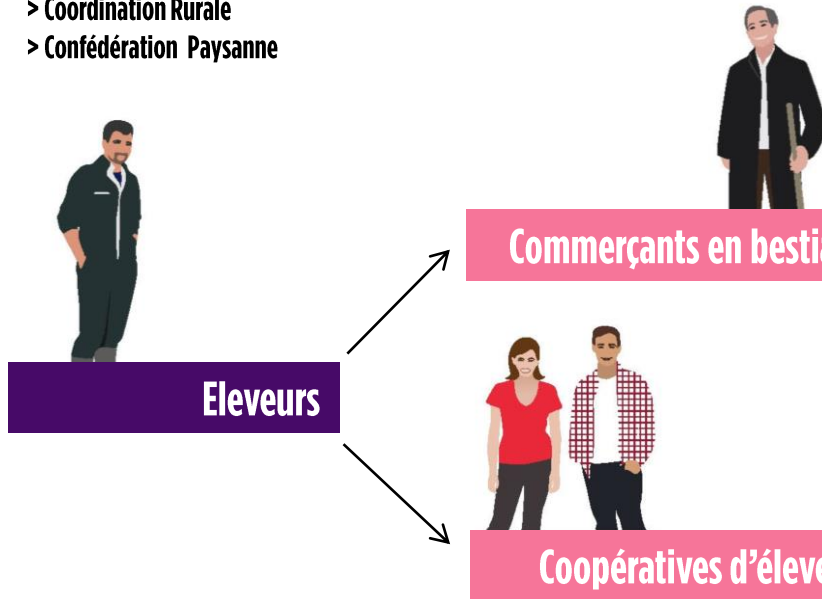 > Coordination Rurale
> Confédération Paysanne
Commerçants en
Eleveurs
Coopératives